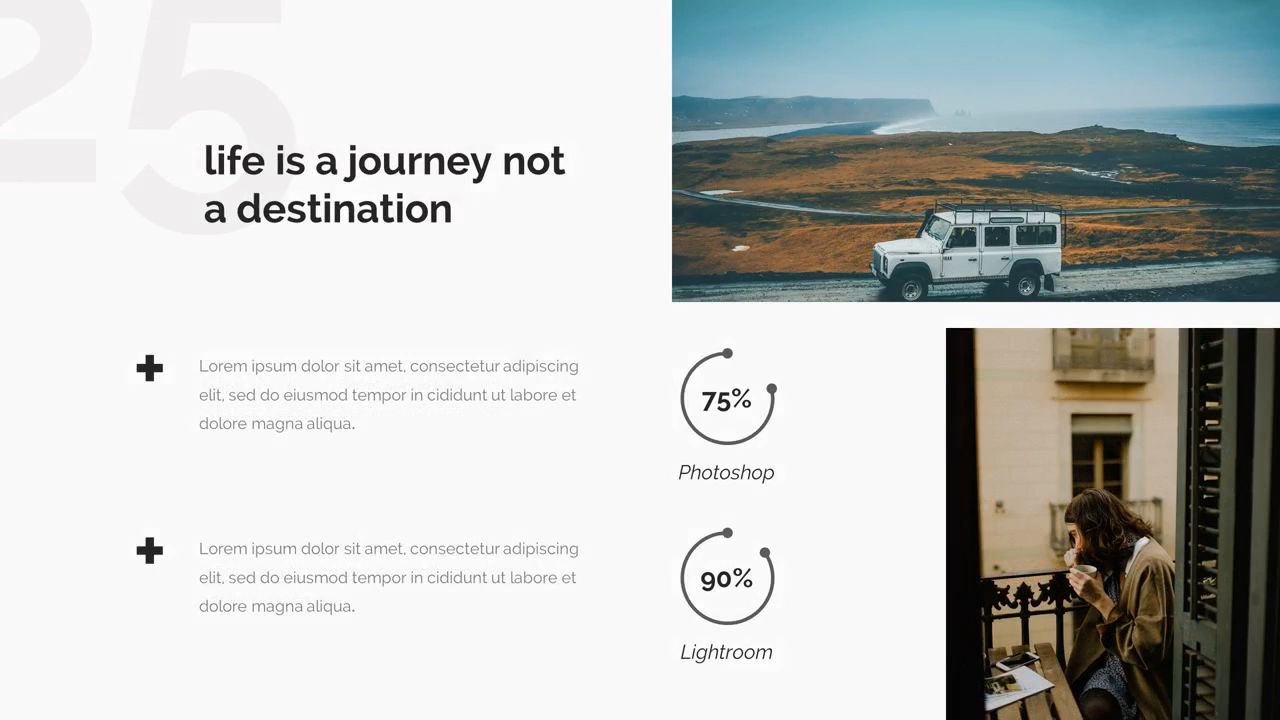 25
life is a journey not
a destination
Lorem ipsum dolor sit amet, consectetur adipiscing
elit, sed do eiusmod tempor in cididunt ut labore et
dolore magna aliqua.
75%
Photoshop
Lorem ipsum dolor sit amet, consectetur adipiscing
elit, sed do eiusmod tempor in cididunt ut labore et
dolore magna aliqua.
90%
Lightroom